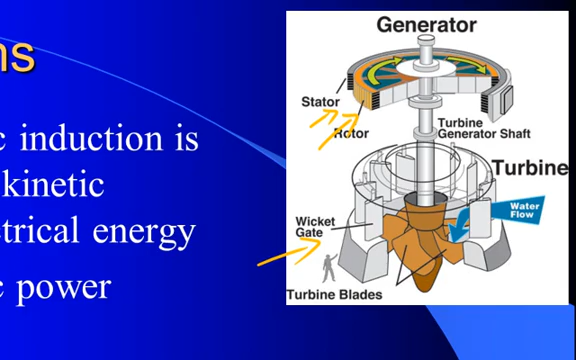 ns
c induction is
kinetic
trical energy
c power
Generator
Stator
Rotor
Turbine
Generator Shaft
Turbine
Water
Flow
Wicket
Gate
Turbine Blades